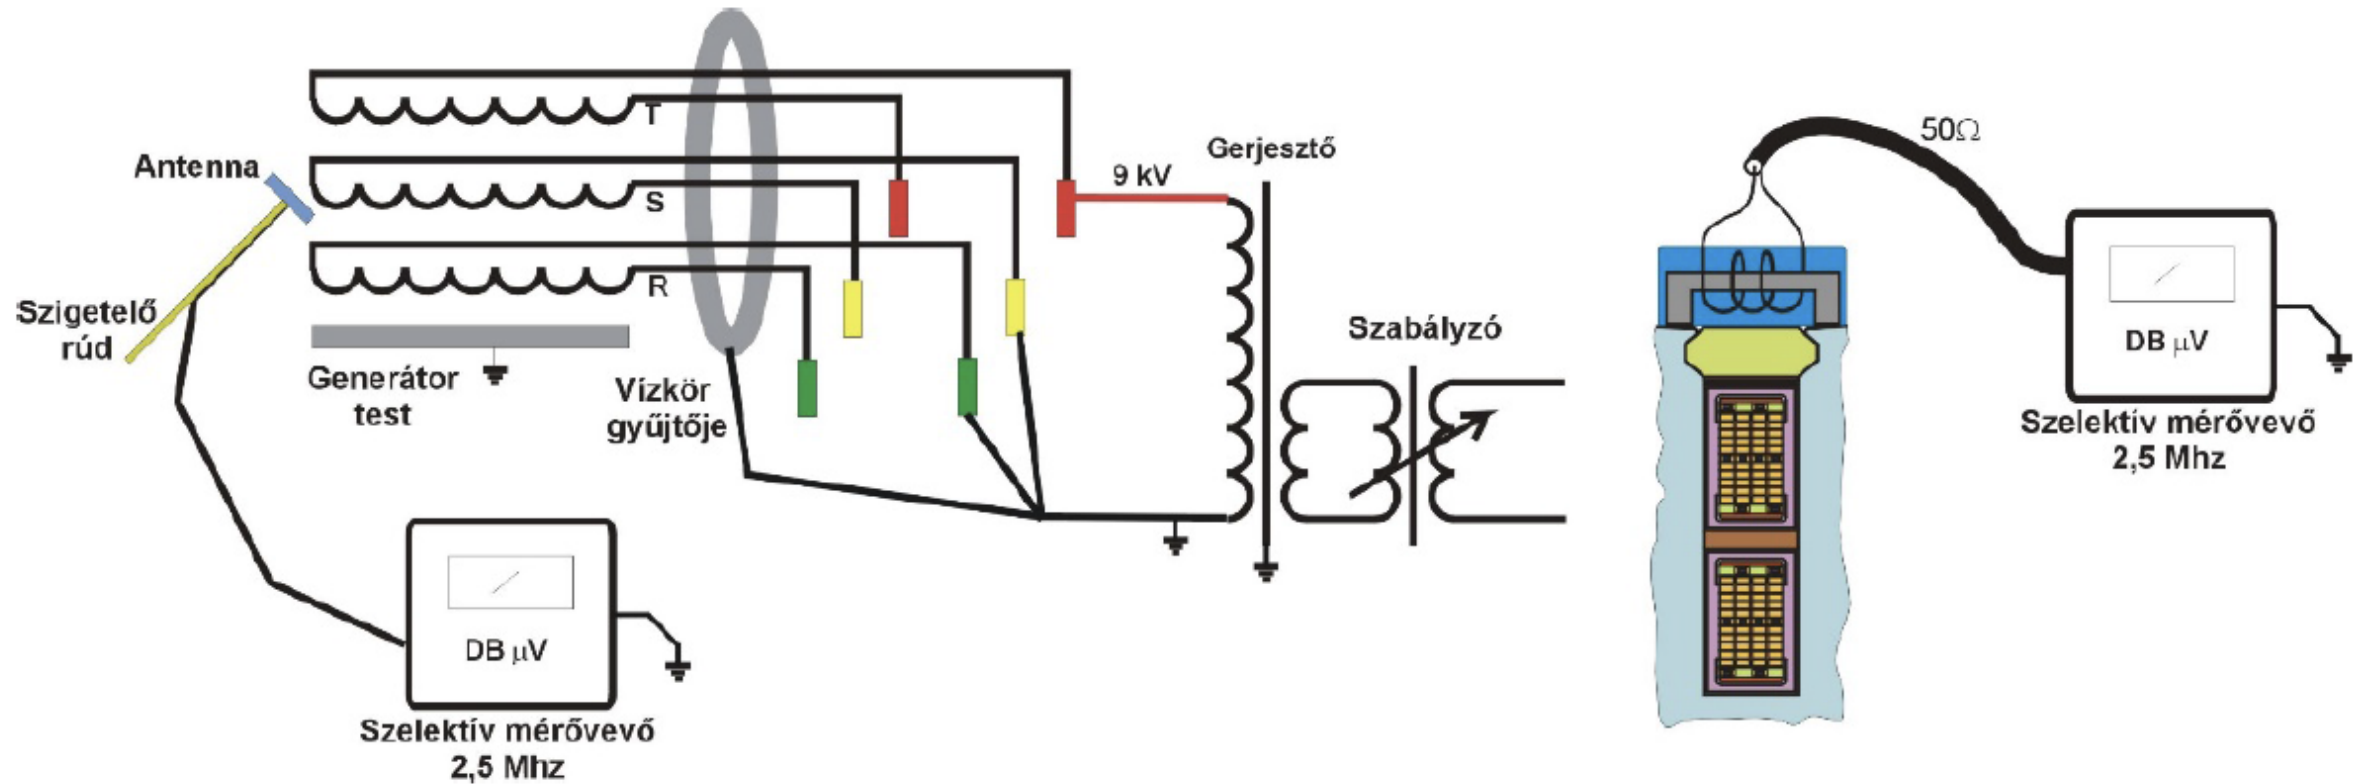 T
Antenna
S
9 kV
Gerjesztő
50Ω
R
Szigetelő
rúd
Generátor
test
Vízkör
gyűjtője
Szabályzó
DB µV
Szelektív mérővevő
2,5 Mhz
DB µV
Szelektív mérővevő
2,5 Mhz